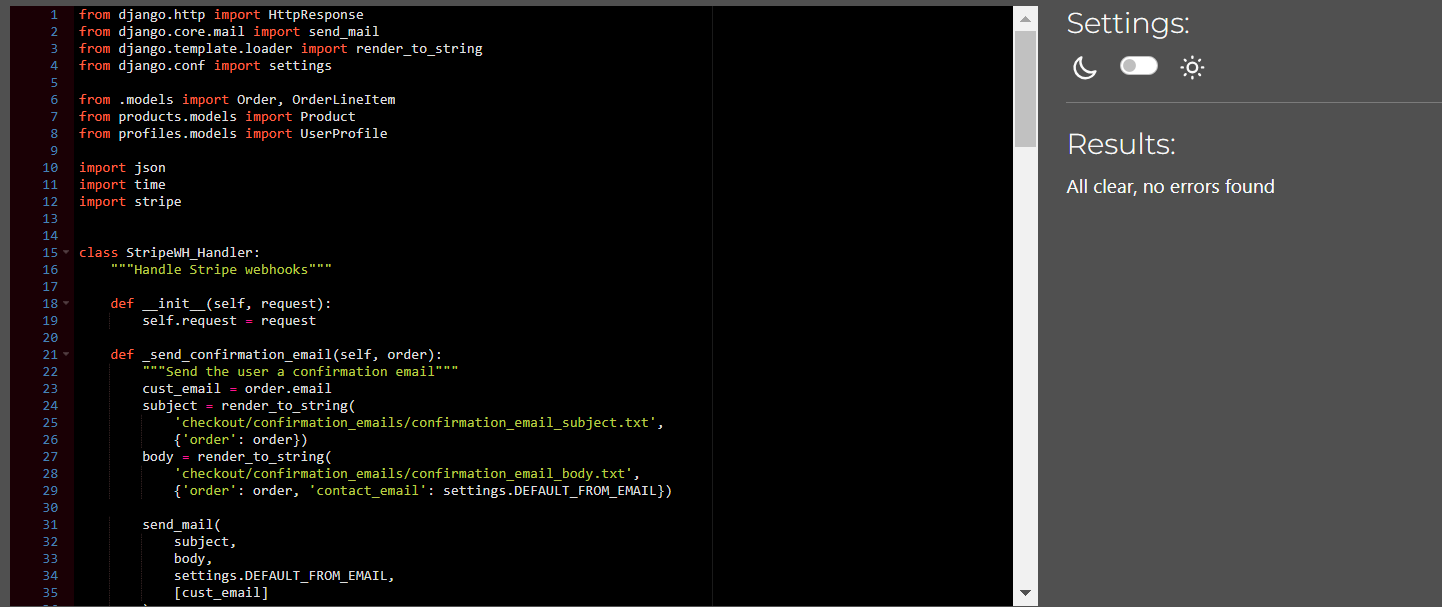 1 from django.http import HttpResponse
2 from django.core.mail import send_mail
3 from django.template.loader import render_to_string
4 from django.conf import settings
5
6 from .models import Order, OrderLineItem
7 from products.models import Product
8 from profiles.models import UserProfile
9
10 import json
11 import time
12 import stripe
13
14
15 class StripeWH_Handler:
16     """Handle Stripe webhooks"""
17
18     def __init__(self, request):
19         self.request = request
20
21     def _send_confirmation_email(self, order):
22         """Send the user a confirmation email"""
23         cust_email = order.email
24         subject = render_to_string(
25             'checkout/confirmation_emails/confirmation_email_subject.txt',
26             {'order': order})
27         body = render_to_string(
28             'checkout/confirmation_emails/confirmation_email_body.txt',
29             {'order': order, 'contact_email': settings.DEFAULT_FROM_EMAIL})
30
31         send_mail(
32             subject,
33             body,
34             settings.DEFAULT_FROM_EMAIL,
35             [cust_email]
Settings:
Results:
All clear, no errors found